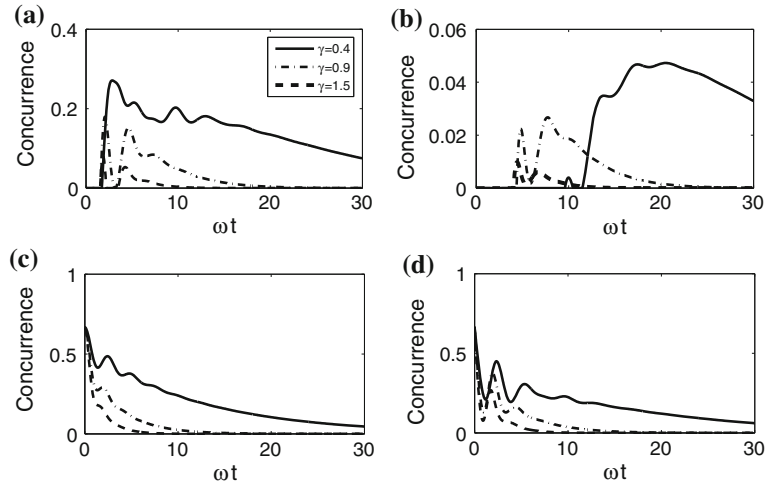 (a)
0.4
0.2
0
0 10 20 30
Concurrence
ωt
γ=0.4
γ=0.9
γ=1.5
(b)
0.06
0.04
0.02
0
0 10 20 30
Concurrence
ωt
(c)
1
0.5
0
0 10 20 30
Concurrence
ωt
(d)
1
0.5
0
0 10 20 30
Concurrence
ωt